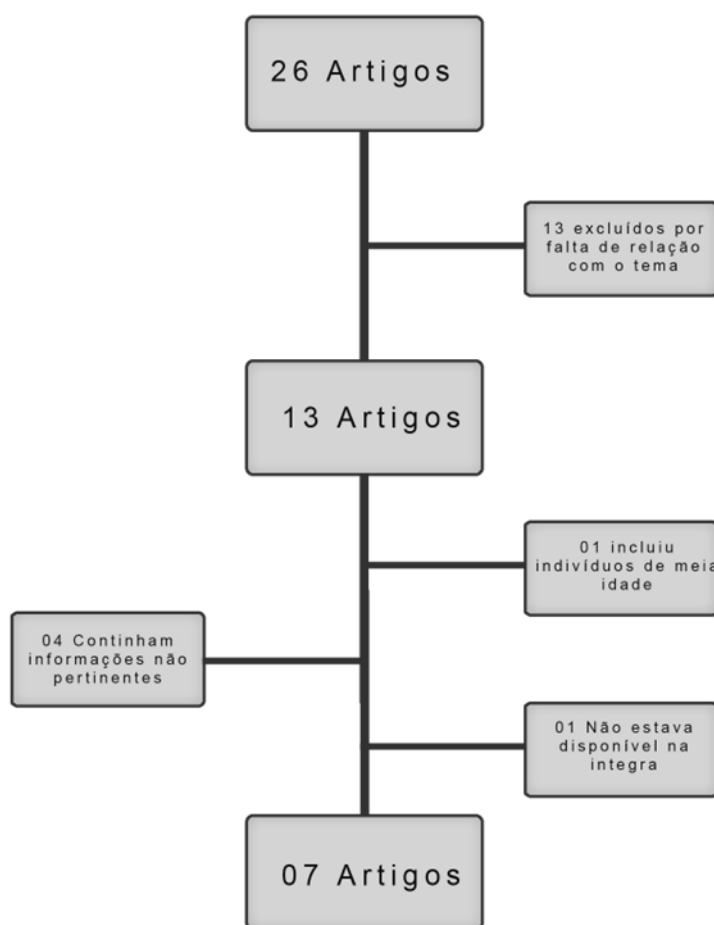 26 Artigos
13 excluídos por
falta de relação
com o tema
13 Artigos
01 incluiu
indivíduos de meia
idade
04 Continham
informações não
pertinentes
01 Não estava
disponível na
integra
07 Artigos